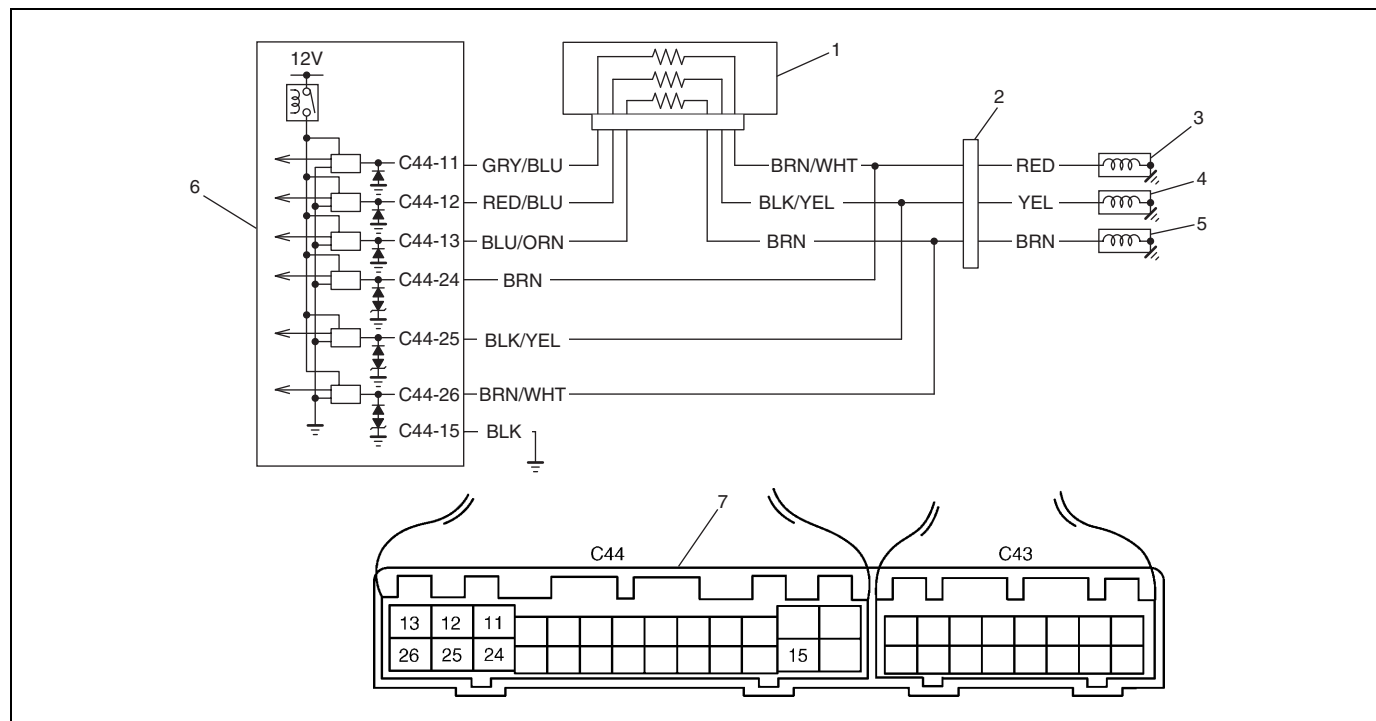 1
12V
2
3
C44-11 GRY/BLU BRN/WHT RED
4
6
C44-12 RED/BLU BLK/YEL YEL
5
C44-13 BLU/ORN BRN BRN
C44-24 BRN
C44-25 BLK/YEL
C44-26 BRN/WHT
C44-15 BLK
7
C44 C43
13 12 11
26 25 24 15